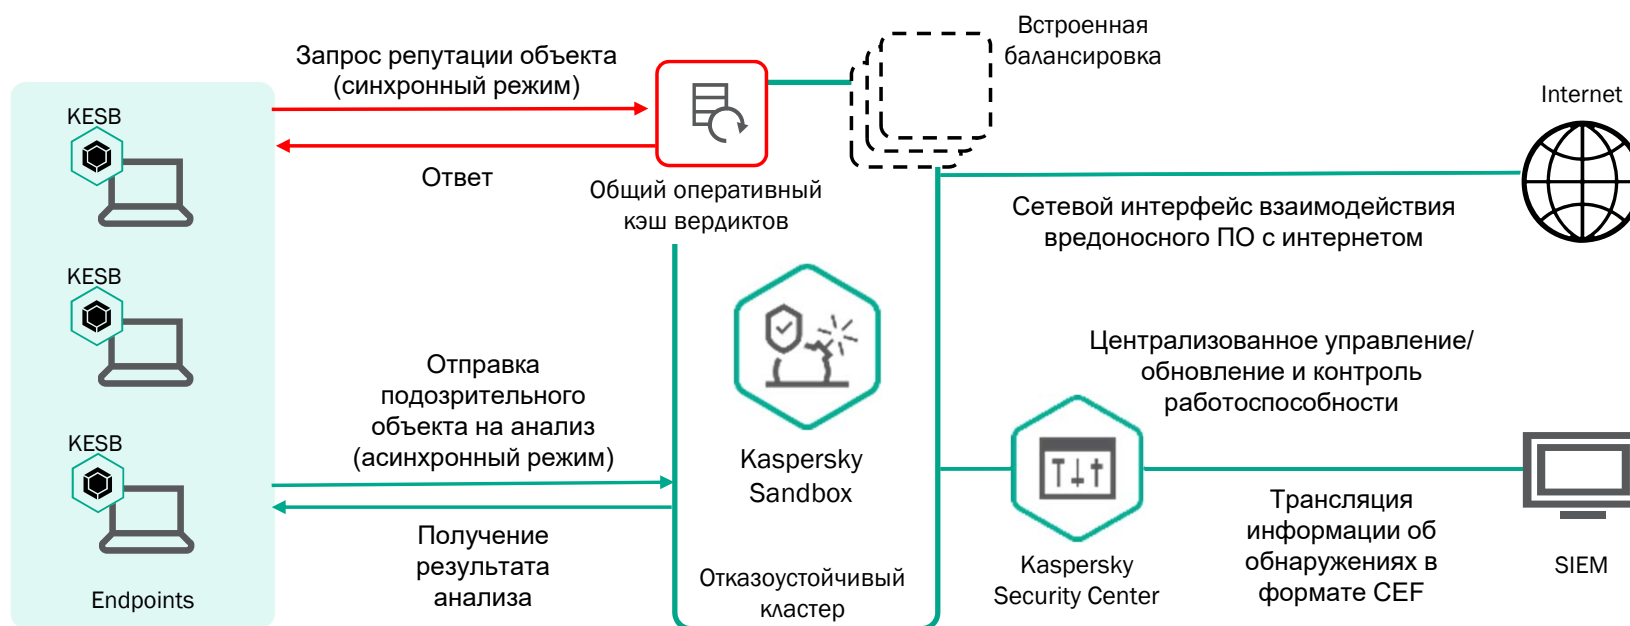 Встроенная
балансировка
Запрос репутации объекта
(синхронный режим)
Internet
KESB
Ответ
Общий оперативный
кэш вердиктов
Сетевой интерфейс взаимодействия
вредоносного ПО с интернетом
KESB
Централизованное управление/
обновление и контроль
работоспособности
Отправка
подозрительного
объекта на анализ
(асинхронный режим)
KESB
Kaspersky
Sandbox
Получение
результата
анализа
Трансляция
информации об
обнаружениях в
формате CEF
Отказоустойчивый
кластер
Kaspersky
Security Center
SIEM
Endpoints